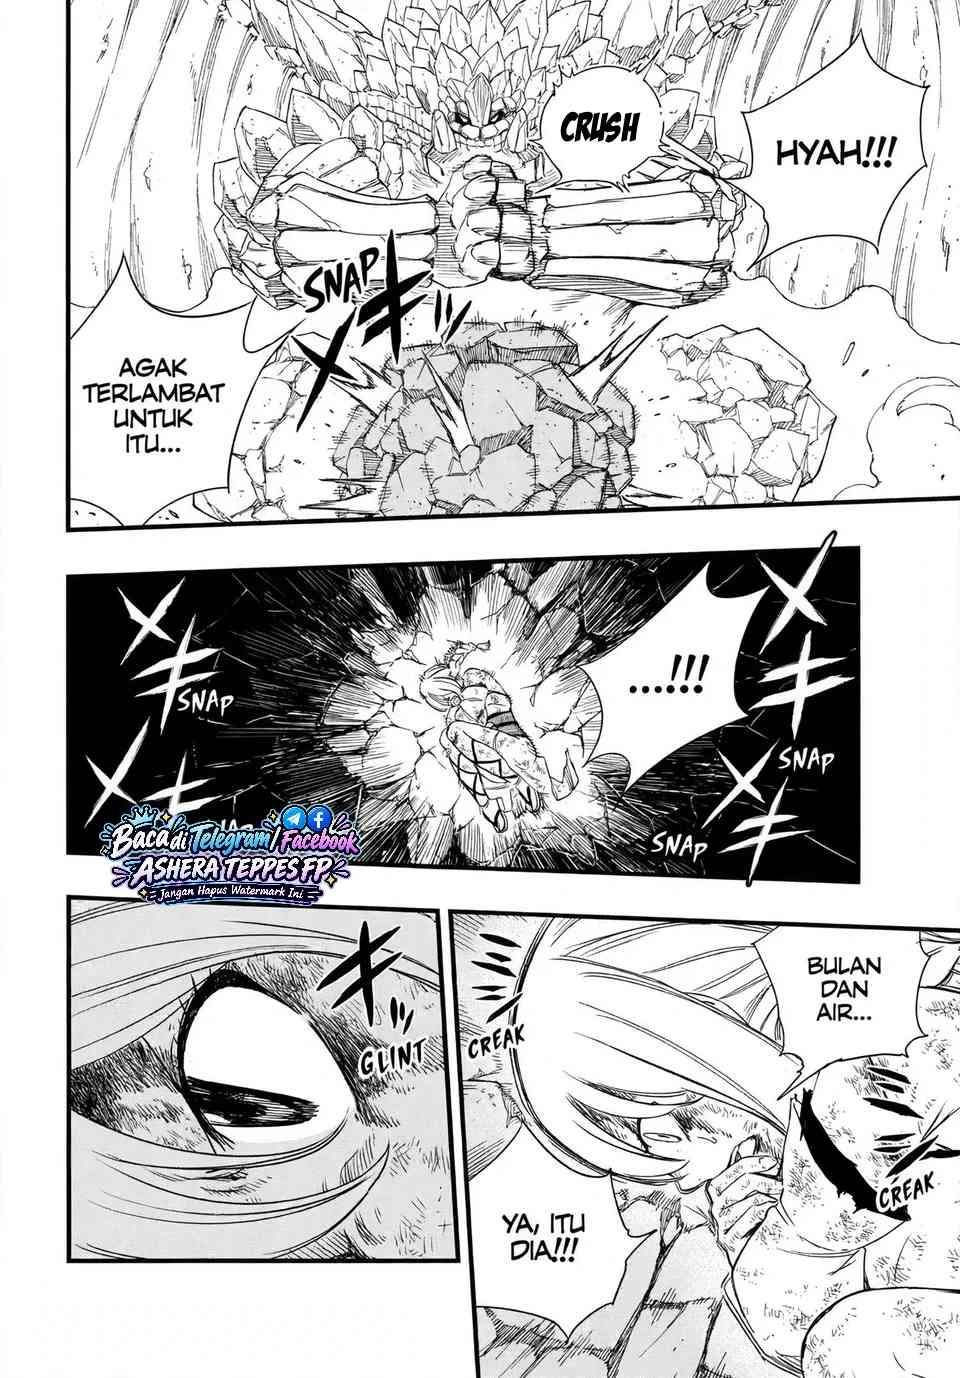 CRUSH
HYAH!!!
SNAP
AGAK
TERLAMBAT
UNTUK
ITU...
......!!!
SNAP
SNAP
SNAP
Baca di Telegram/Facebook
ASHERA TEPPES FP
Jangan Hapus Watermark Ini
BULAN
DAN
AIR...
CREAK
GLINT
CREAK
YA, ITU
DIA!!!